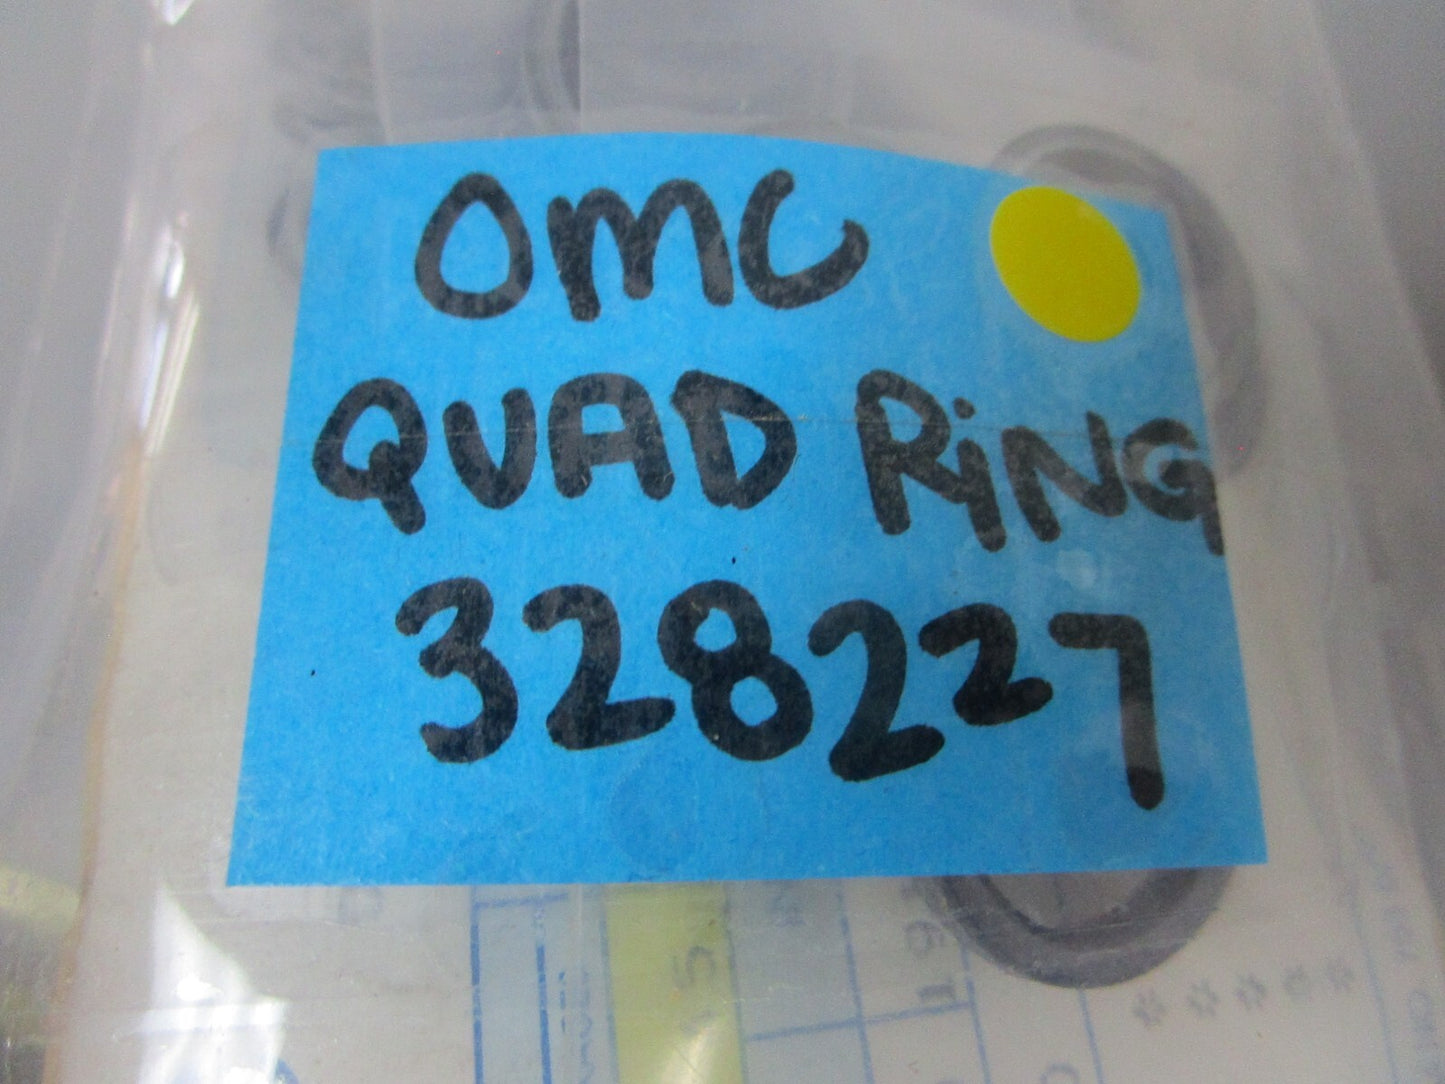 OMC
QUAD RiNG
328227